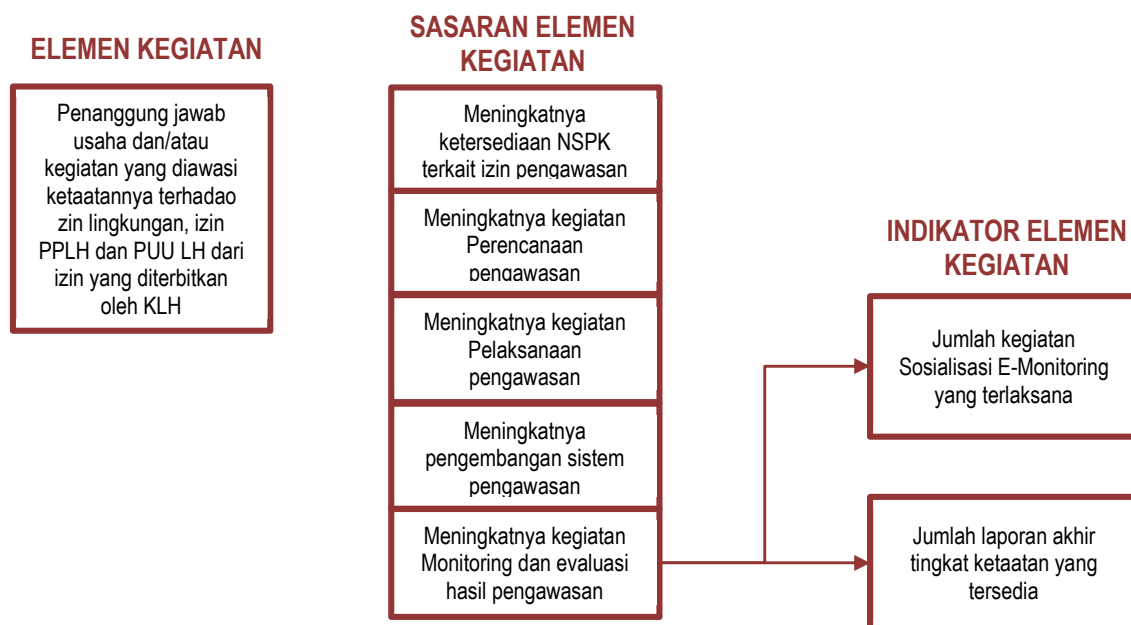 ELEMEN KEGIATAN
Penanggung jawab
usaha dan/atau
kegiatan yang diawasi
ketaatannya terhadao
zin lingkungan, izin
PPLH dan PUU LH dari
izin yang diterbitkan
oleh KLH
SASARAN ELEMEN
KEGIATAN
Meningkatnya
ketersediaan NSPK
terkait izin pengawasan
Meningkatnya kegiatan
Perencanaan
pengawasan
Meningkatnya kegiatan
Pelaksanaan
pengawasan
Meningkatnya
pengembangan sistem
pengawasan
Meningkatnya kegiatan
Monitoring dan evaluasi
hasil pengawasan
INDIKATOR ELEMEN
KEGIATAN
Jumlah kegiatan
Sosialisasi E-Monitoring
yang terlaksana
Jumlah laporan akhir
tingkat ketaatan yang
tersedia